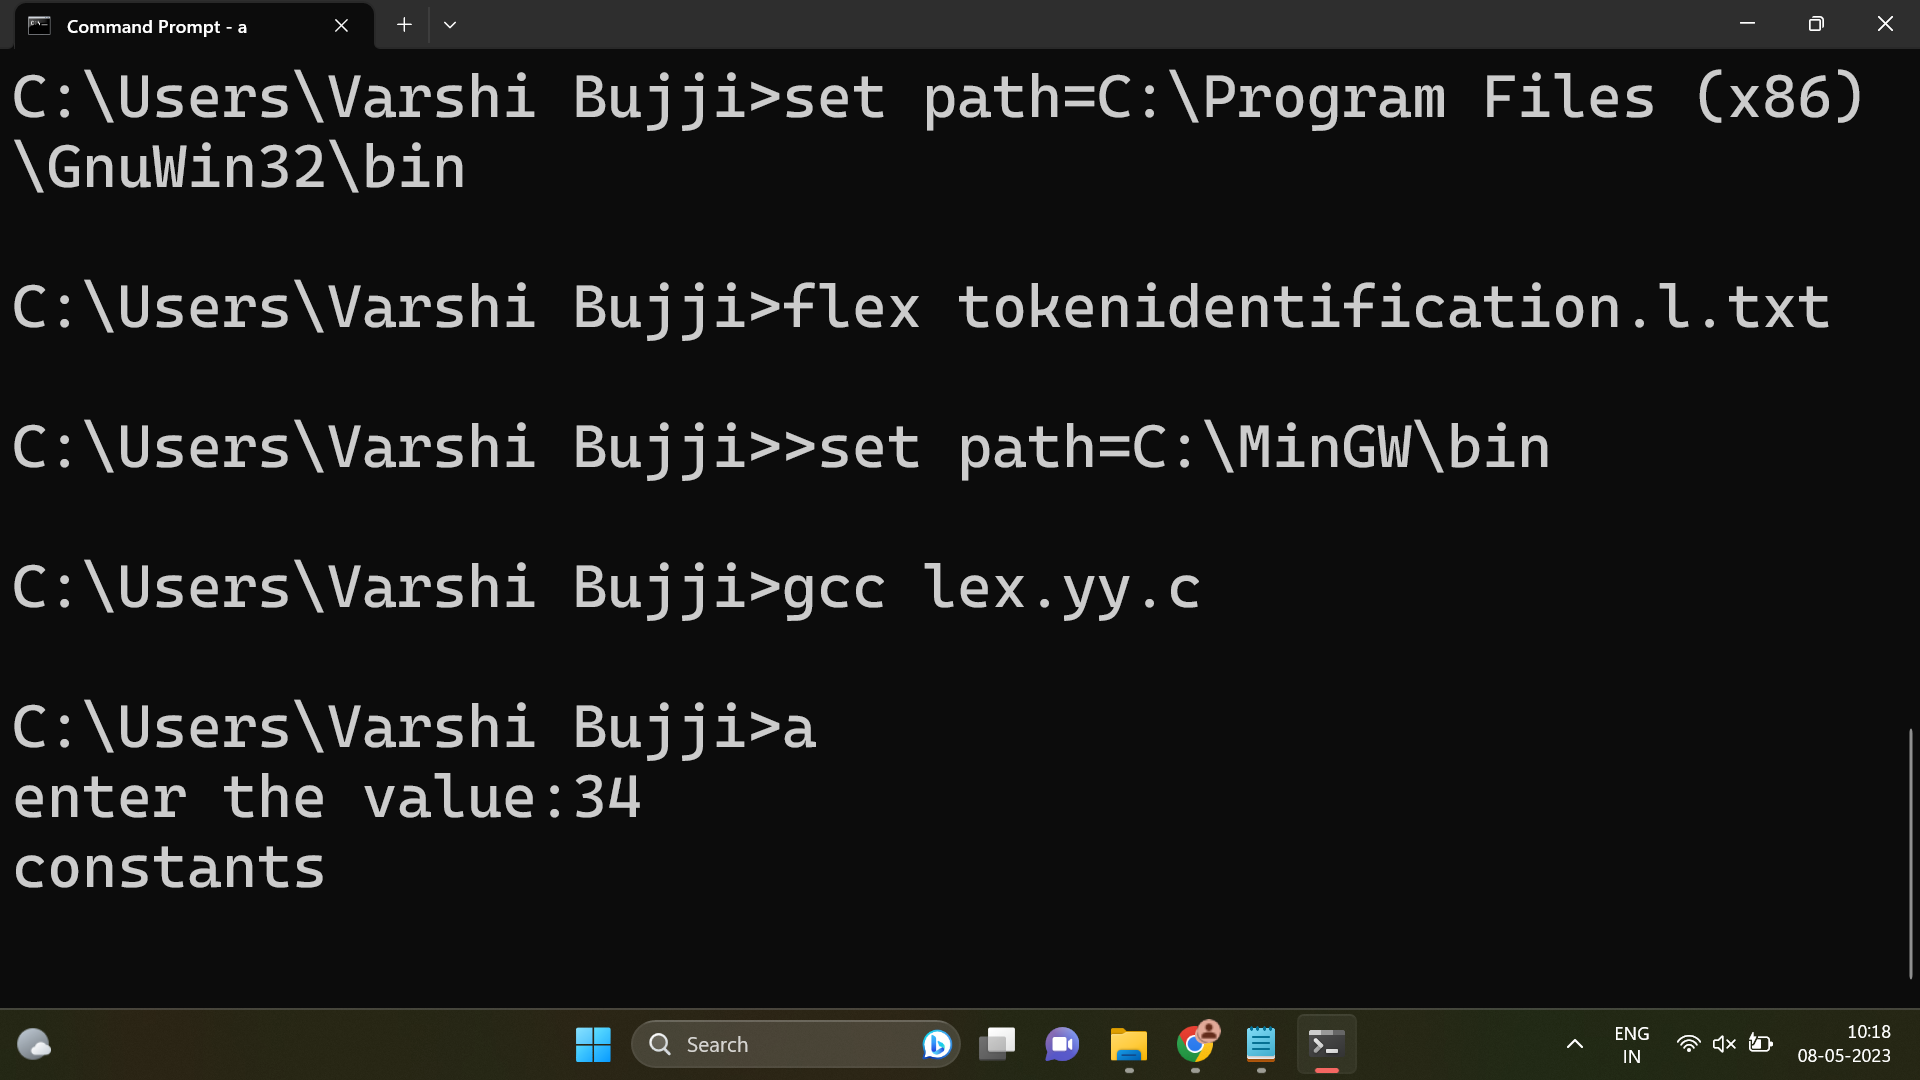 Command Prompt - a
C:\Users\Varshi Bujji>set path=C:\Program Files (x86)
\GnuWin32\bin
C:\Users\Varshi Bujji>flex tokenidentification.l.txt
C:\Users\Varshi Bujji>>set path=C:\MinGW\bin
C:\Users\Varshi Bujji>gcc lex.yy.c
C:\Users\Varshi Bujji>a
enter the value:34
constants
Search
ENG
IN
10:18
08-05-2023